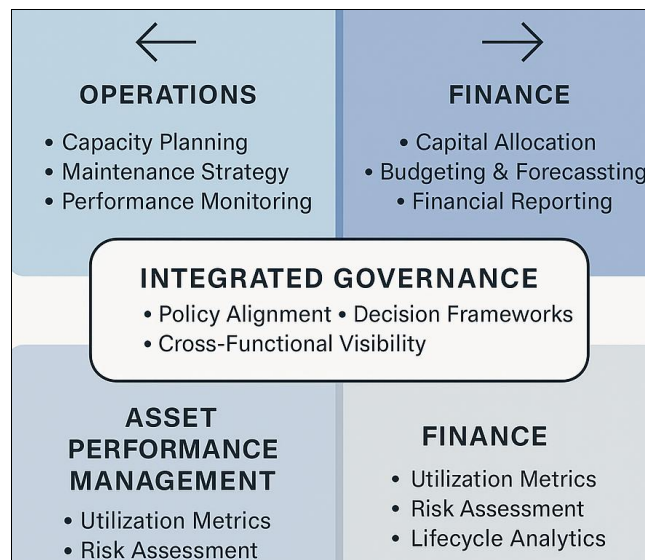 OPERATIONS
• Capacity Planning
• Maintenance Strategy
• Performance Monitoring
FINANCE
• Capital Allocation
• Budgeting & Forecassting
• Financial Reporting
INTEGRATED GOVERNANCE
• Policy Alignment • Decision Frameworks
• Cross-Functional Visibility
ASSET
PERFORMANCE
MANAGEMENT
• Utilization Metrics
• Risk Assessment
FINANCE
• Utilization Metrics
• Risk Assessment
• Lifecycle Analytics